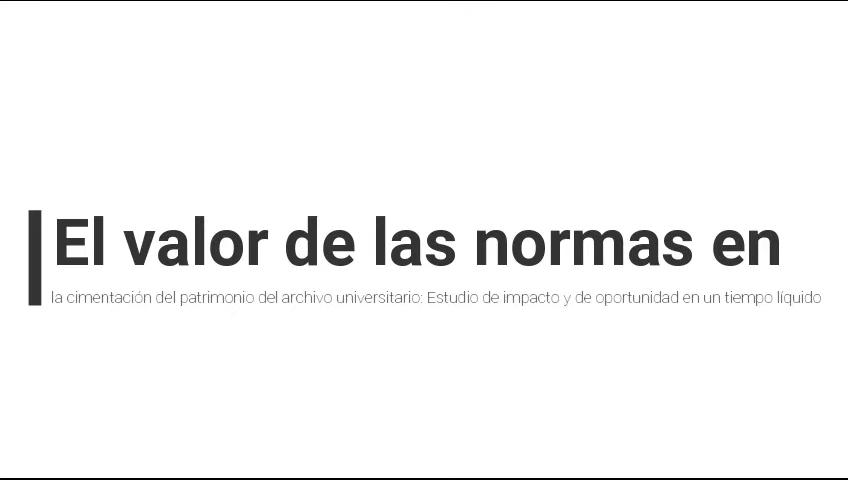 El valor de las normas en
la cimentación del patrimonio del archivo universitario: Estudio de impacto y de oportunidad en un tiempo líquido